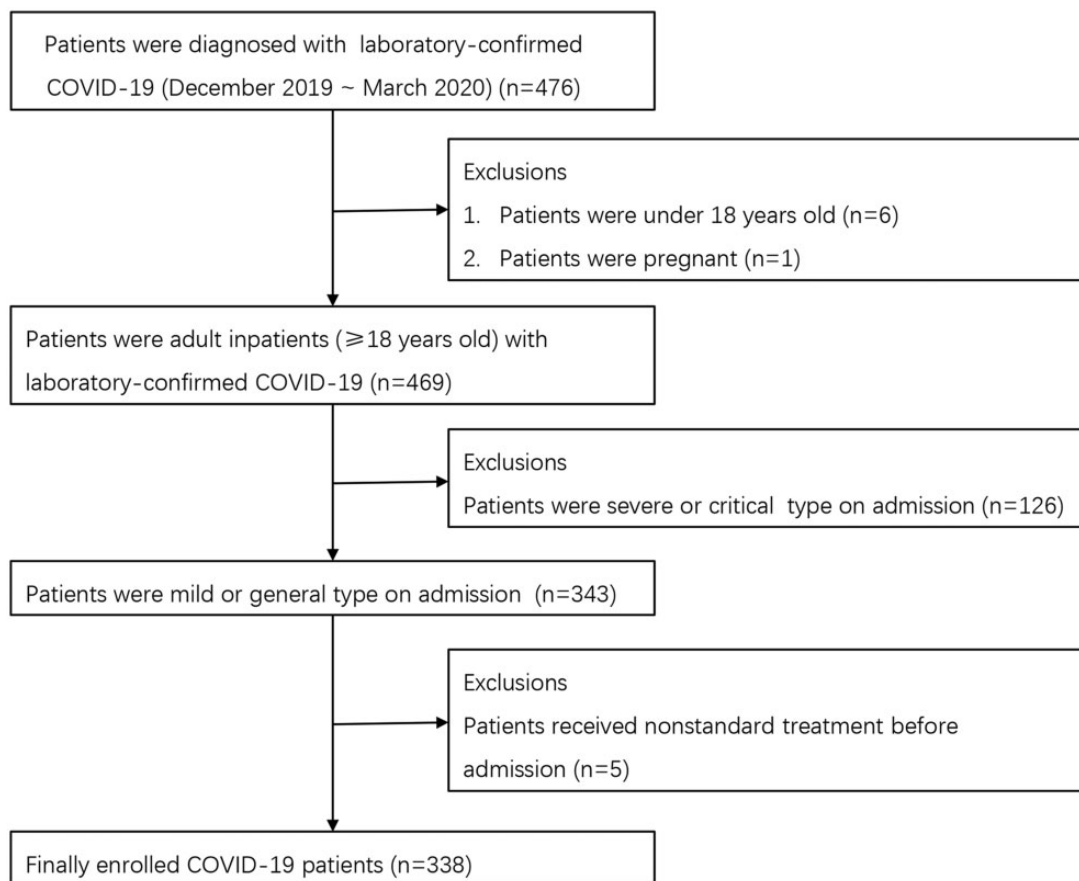 Patients were diagnosed with laboratory-confirmed
COVID-19 (December 2019 ~ March 2020) (n=476)
Exclusions
1. Patients were under 18 years old (n=6)
2. Patients were pregnant (n=1)
Patients were adult inpatients (≥18 years old) with
laboratory-confirmed COVID-19 (n=469)
Exclusions
Patients were severe or critical type on admission (n=126)
Patients were mild or general type on admission (n=343)
Exclusions
Patients received nonstandard treatment before
admission (n=5)
Finally enrolled COVID-19 patients (n=338)